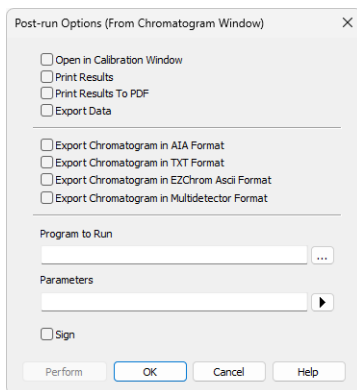 Post-run Options (From Chromatogram Window)
Open in Calibration Window
Print Results
Print Results To PDF
Export Data
Export Chromatogram in AIA Format
Export Chromatogram in TXT Format
Export Chromatogram in EZChrom Ascii Format
Export Chromatogram in Multidetector Format
Program to Run
...
Parameters
Sign
Perform OK Cancel Help